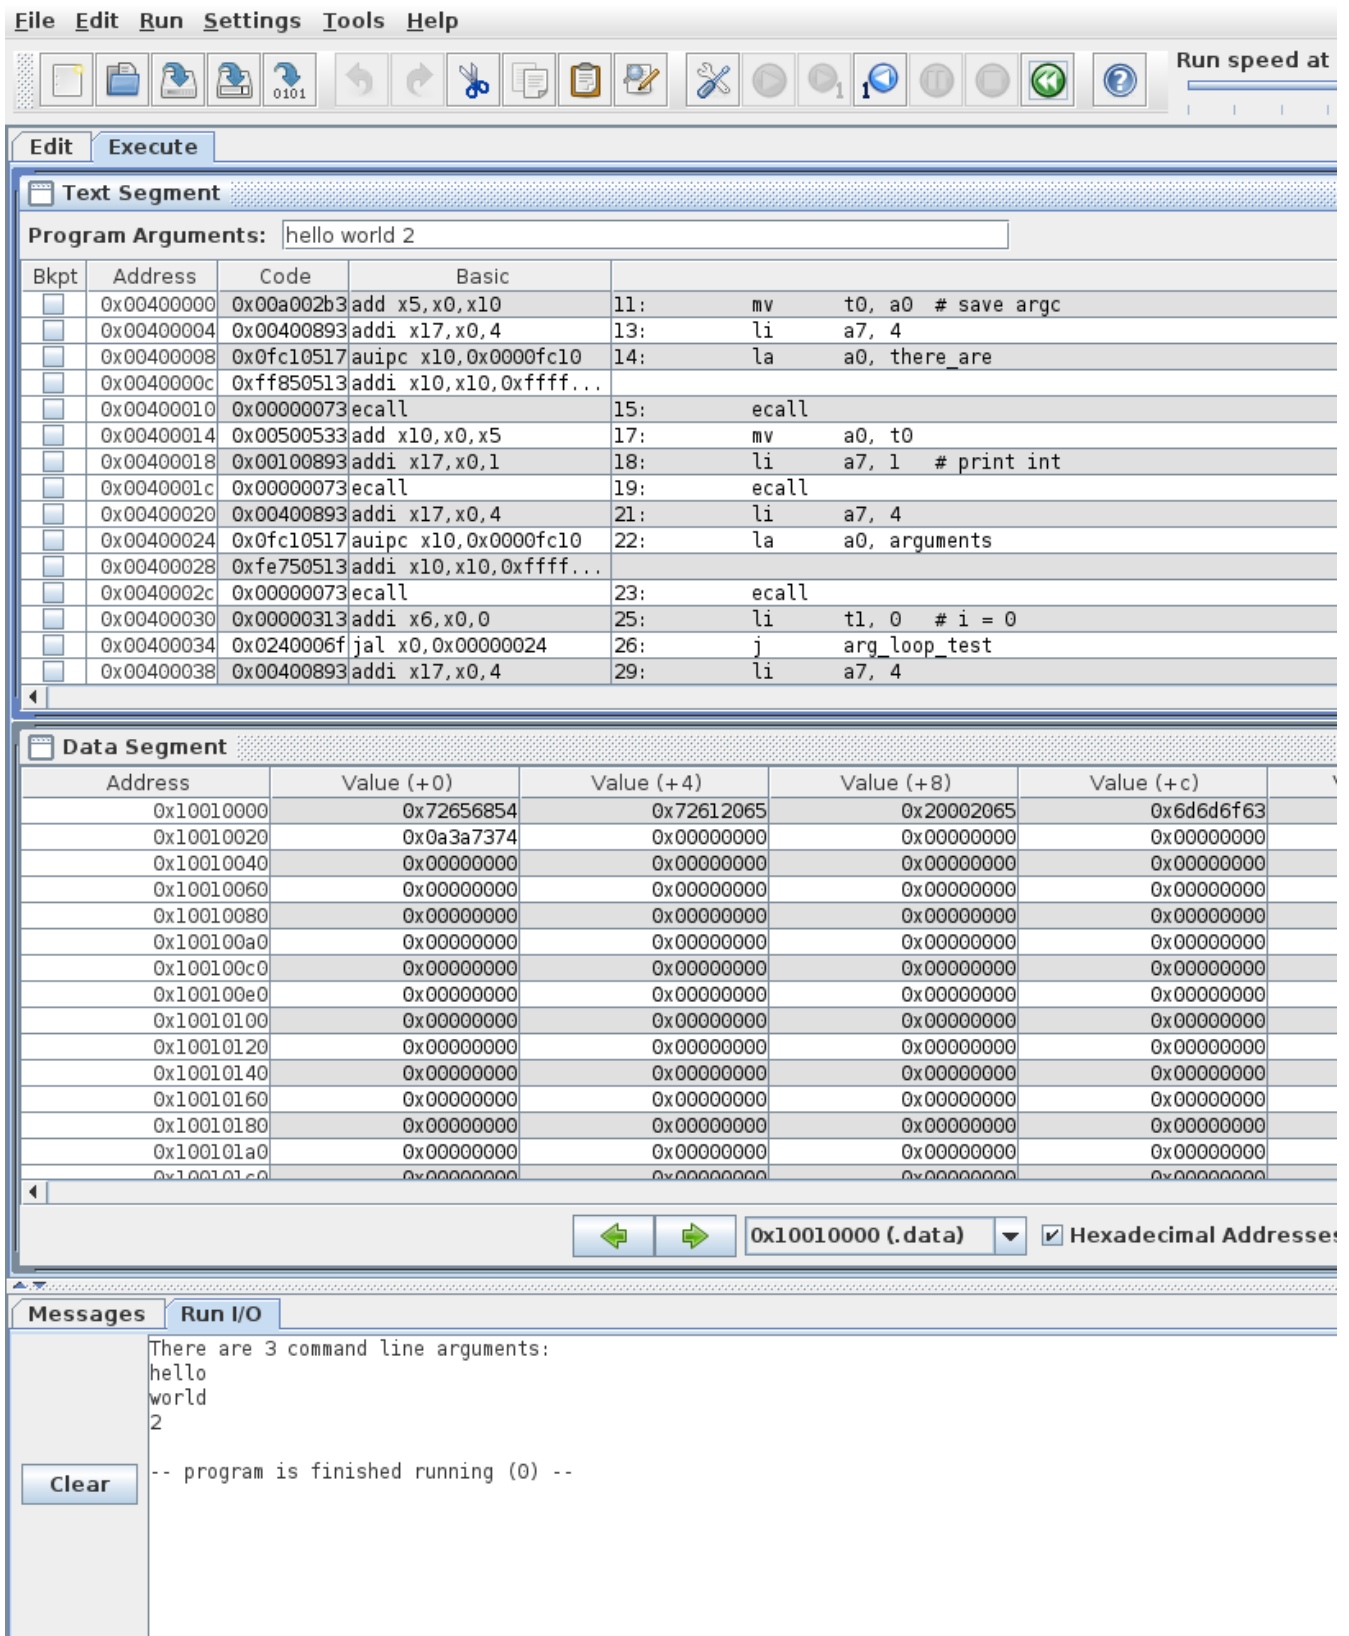 File Edit Run Settings Tools Help
0101
1
1
Run speed at
Edit Execute
Text Segment
Program Arguments: hello world 2
Bkpt Address Code Basic
0x00400000 0x00a002b3 add x5,x0,x10 11: mv t0, a0 # save argc
0x00400004 0x00400893 addi x17,x0,4 13: li a7, 4
0x00400008 0x0fc10517 auipc x10,0x0000fc10 14: la a0, there_are
0x0040000c 0xff850513 addi x10,x10,0xffff...
0x00400010 0x00000073 ecall 15: ecall
0x00400014 0x00500533 add x10,x0,x5 17: mv a0, t0
0x00400018 0x00100893 addi x17,x0,1 18: li a7, 1 # print int
0x0040001c 0x00000073 ecall 19: ecall
0x00400020 0x00400893 addi x17,x0,4 21: li a7, 4
0x00400024 0x0fc10517 auipc x10,0x0000fc10 22: la a0, arguments
0x00400028 0xfe750513 addi x10,x10,0xffff...
0x0040002c 0x00000073 ecall 23: ecall
0x00400030 0x00000313 addi x6,x0,0 25: li t1, 0 # i = 0
0x00400034 0x0240006f jal x0,0x00000024 26: j arg_loop_test
0x00400038 0x00400893 addi x17,x0,4 29: li a7, 4
Data Segment
Address Value (+0) Value (+4) Value (+8) Value (+c)
0x10010000 0x72656854 0x72612065 0x20002065 0x6d6d6f63
0x10010020 0x0a3a7374 0x00000000 0x00000000 0x00000000
0x10010040 0x00000000 0x00000000 0x00000000 0x00000000
0x10010060 0x00000000 0x00000000 0x00000000 0x00000000
0x10010080 0x00000000 0x00000000 0x00000000 0x00000000
0x100100a0 0x00000000 0x00000000 0x00000000 0x00000000
0x100100c0 0x00000000 0x00000000 0x00000000 0x00000000
0x100100e0 0x00000000 0x00000000 0x00000000 0x00000000
0x10010100 0x00000000 0x00000000 0x00000000 0x00000000
0x10010120 0x00000000 0x00000000 0x00000000 0x00000000
0x10010140 0x00000000 0x00000000 0x00000000 0x00000000
0x10010160 0x00000000 0x00000000 0x00000000 0x00000000
0x10010180 0x00000000 0x00000000 0x00000000 0x00000000
0x100101a0 0x00000000 0x00000000 0x00000000 0x00000000
0x100101c0 0x00000000 0x00000000 0x00000000 0x00000000
0x10010000 (.data) Hexadecimal Addresses
Messages Run I/O
There are 3 command line arguments:
hello
world
2
-- program is finished running (0) --
Clear